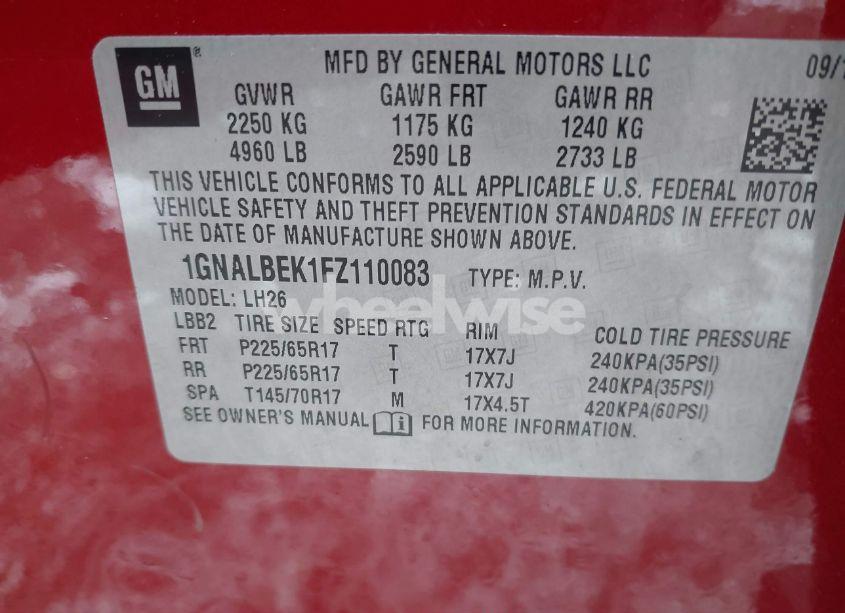 GM
®
MFD BY GENERAL MOTORS LLC 09/1
GVWR GAWR FRT GAWR RR
2250 KG 1175 KG 1240 KG
4960 LB 2590 LB 2733 LB
THIS VEHICLE CONFORMS TO ALL APPLICABLE U.S. FEDERAL MOTOR
VEHICLE SAFETY AND THEFT PREVENTION STANDARDS IN EFFECT ON
THE DATE OF MANUFACTURE SHOWN ABOVE.
1GNALBEK1FZ110083 TYPE: M.P.V.
MODEL: LH26
wheelwise
LBB2 TIRE SIZE SPEED RTG RIM COLD TIRE PRESSURE
FRT P225/65R17 T 17X7J 240KPA(35PSI)
RR P225/65R17 T 17X7J 240KPA(35PSI)
SPA T145/70R17 M 17X4.5T 420KPA(60PSI)
SEE OWNER'S MANUAL i FOR MORE INFORMATION.